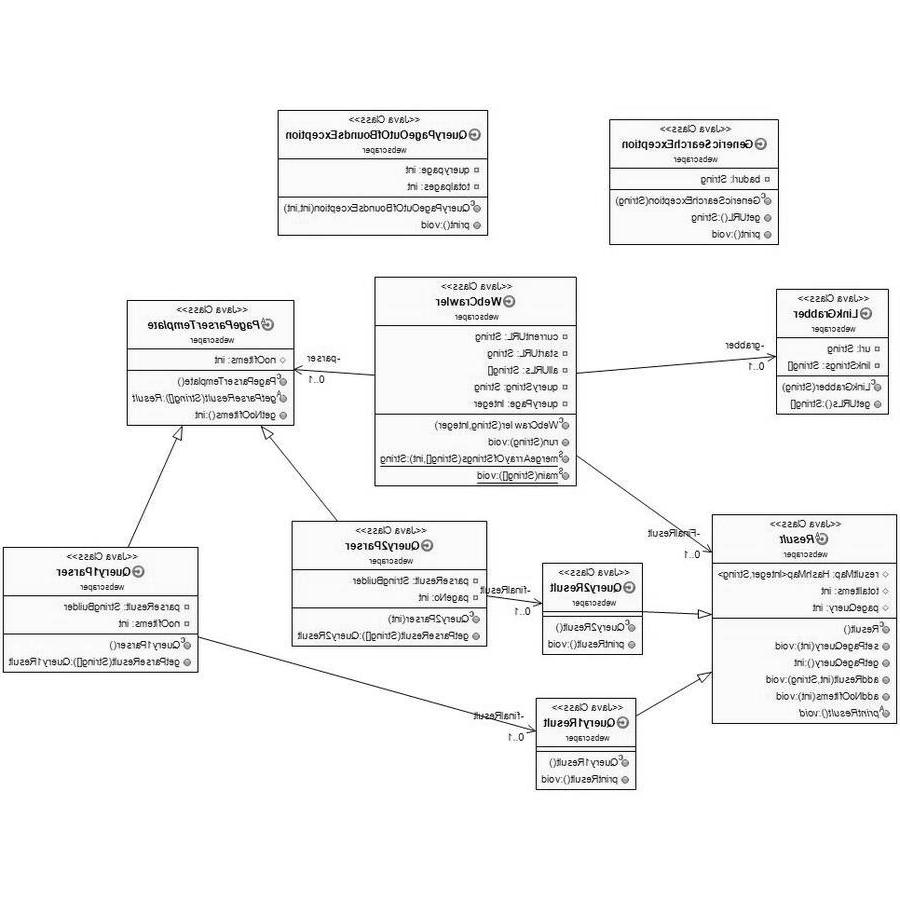 <<Java Class>>
QueryPageOutOfBoundsException
webscraper
querypage: int
totalpages: int
QueryPageOutOfBoundsException(int,int)
print():void
<<Java Class>>
GenericSearchException
webscraper
badurl: String
GenericSearchException(String)
getURL():String
print():void
<<Java Class>>
PageParserTemplate
webscraper
noOfItems: int
PageParserTemplate()
getParseResult(String[]):Result
getNoOfItems():int
-parser
0..1
<<Java Class>>
WebCrawler
webscraper
currentURL: String
startURL: String
allURLs: String[]
queryString: String
queryPage: Integer
WebCrawler(String,Integer)
run(String):void
mergeArrayOfStrings(String[],int):String
main(String[]):void
-grabber
0..1
<<Java Class>>
LinkGrabber
webscraper
url: String
linkStrings: String[]
LinkGrabber(String)
getURLs():String[]
-FinalResult
0..1
<<Java Class>>
Query1Parser
webscraper
parseResult: StringBuilder
noOfItems: int
Query1Parser()
getParseResult(String[]):Query1Result
<<Java Class>>
Query2Parser
webscraper
parseResult: StringBuilder
pageNo: int
Query2Parser(int)
getParseResult(String[]):Query2Result
-finalResult
0..1
<<Java Class>>
Query2Result
webscraper
Query2Result()
printResult():void
<<Java Class>>
Result
webscraper
resultMap: HashMap<Integer,String>
totalItems: int
pageQuery: int
Result()
setPageQuery(int):void
getPageQuery():int
addResult(int,String):void
addNoOfItems(int):void
printResult():void
-finalResult
0..1
<<Java Class>>
Query1Result
webscraper
Query1Result()
printResult():void